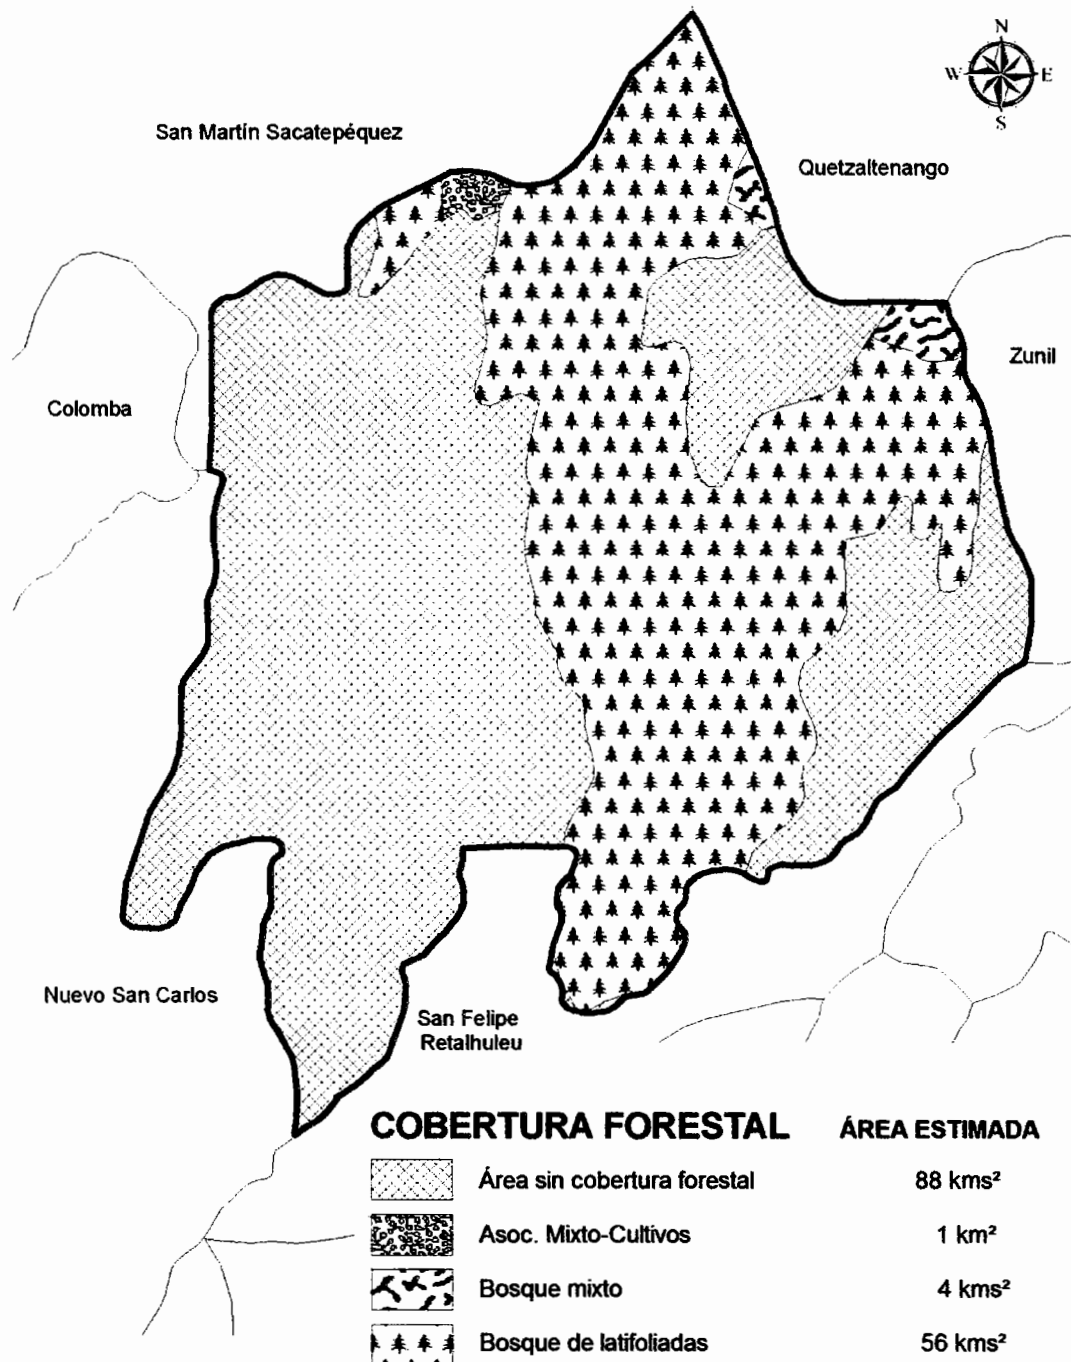 N
W E
S
San Martín Sacatepéquez
Quetzaltenango
Zunil
Colomba
Nuevo San Carlos
San Felipe
Retalhuleu
COBERTURA FORESTAL ÁREA ESTIMADA
Área sin cobertura forestal 88 kms²
Asoc. Mixto-Cultivos 1 km²
Bosque mixto 4 kms²
Bosque de latifoliadas 56 kms²